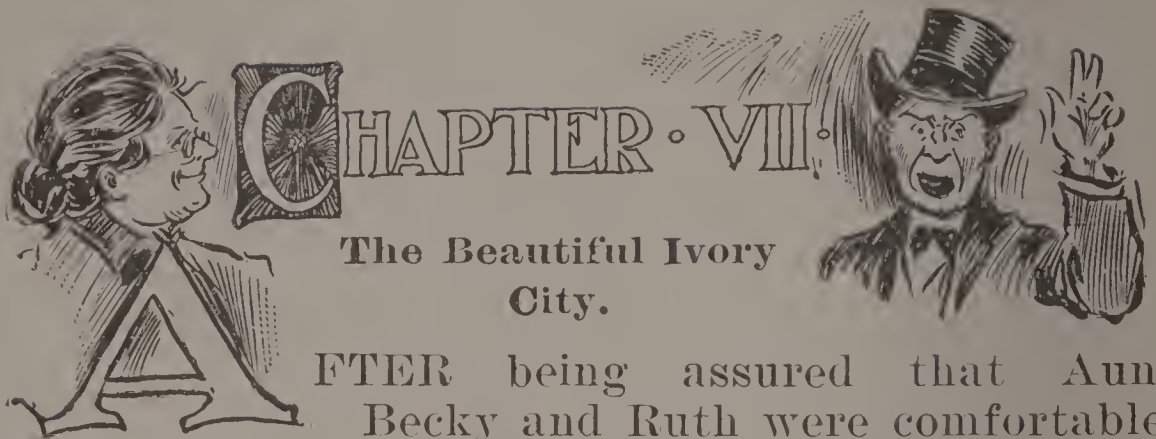 CHAPTER · VII.
The Beautiful Ivory
City.
AFTER being assured that Aun
Becky and Ruth were comfortable